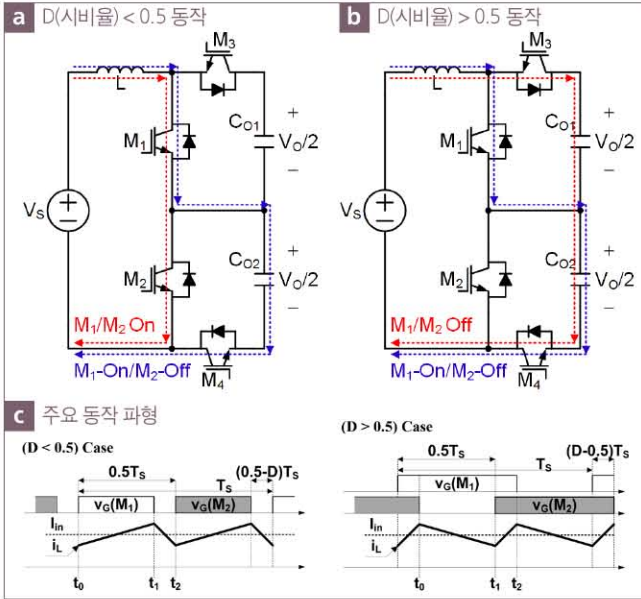 a D(시비율) < 0.5 동작
b D(시비율) > 0.5 동작
M3
L
M1
CO1
+
VO/2
−
VS
+
−
M2
CO2
+
VO/2
−
M1/M2 On
M1-On/M2-Off
M4
M3
L
M1
CO1
+
VO/2
−
VS
+
−
M2
CO2
+
VO/2
−
M1/M2 Off
M1-On/M2-Off
M4
c 주요 동작 파형
(D < 0.5) Case
0.5TS
(0.5-D)TS
TS
vG(M1)
vG(M2)
Iin
iL
t0
t1
t2
(D > 0.5) Case
0.5TS
(D-0.5)TS
TS
vG(M1)
vG(M2)
Iin
iL
t0
t1
t2